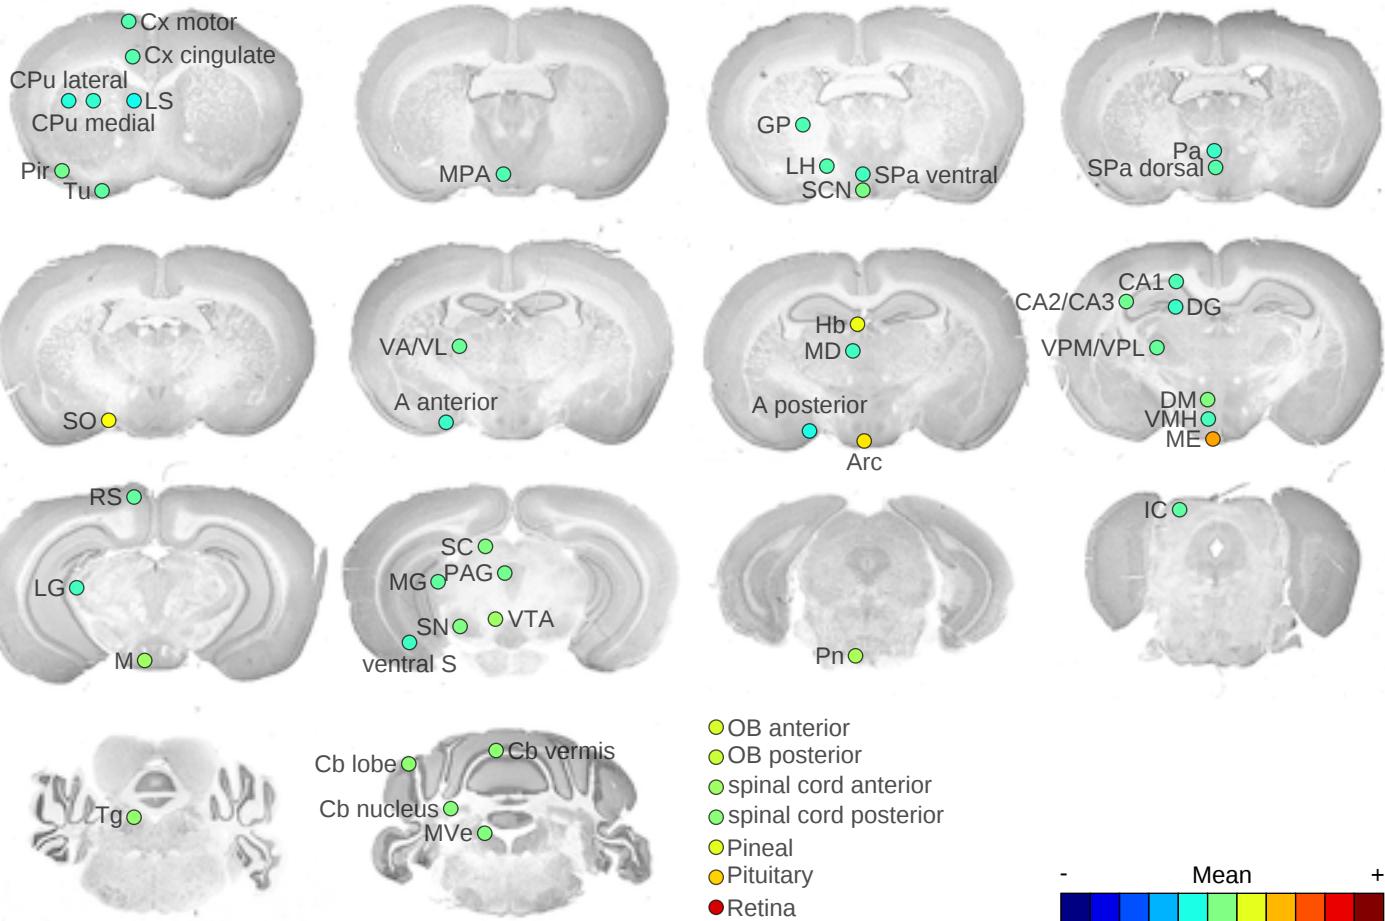 Cx motor
Cx cingulate
CPu lateral
LS
CPu medial
Pir
Tu
MPA
GP
LH
SPa ventral
SCN
Pa
SPa dorsal
SO
VA/VL
A anterior
Hb
MD
A posterior
Arc
CA1
CA2/CA3
DG
VPM/VPL
DM
VMH
ME
RS
LG
M
SC
PAG
MG
VTA
SN
ventral S
Pn
IC
Tg
Cb vermis
Cb lobe
Cb nucleus
MVe
OB anterior
OB posterior
spinal cord anterior
spinal cord posterior
Pineal
Pituitary
Retina
- Mean +